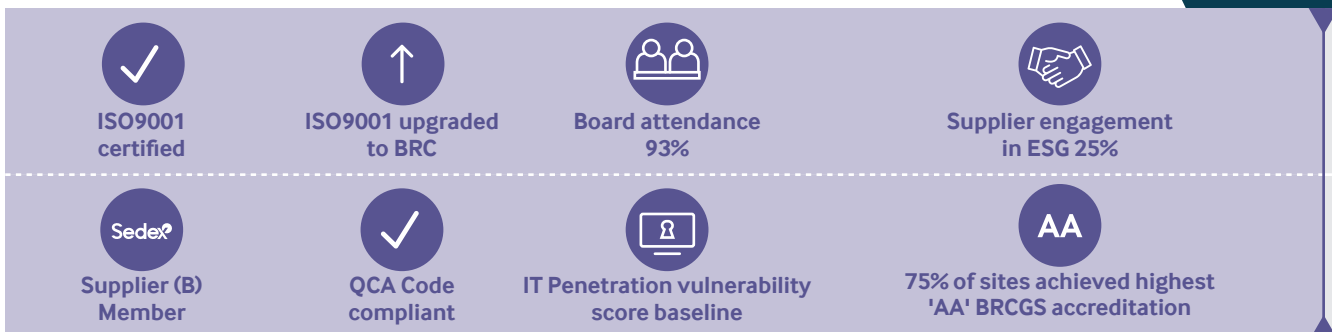 ISO9001
certified
ISO9001 upgraded
to BRC
Board attendance
93%
Supplier engagement
in ESG 25%
Sedex
Supplier (B)
Member
QCA Code
compliant
IT Penetration vulnerability
score baseline
AA
75% of sites achieved highest
'AA' BRCGS accreditation